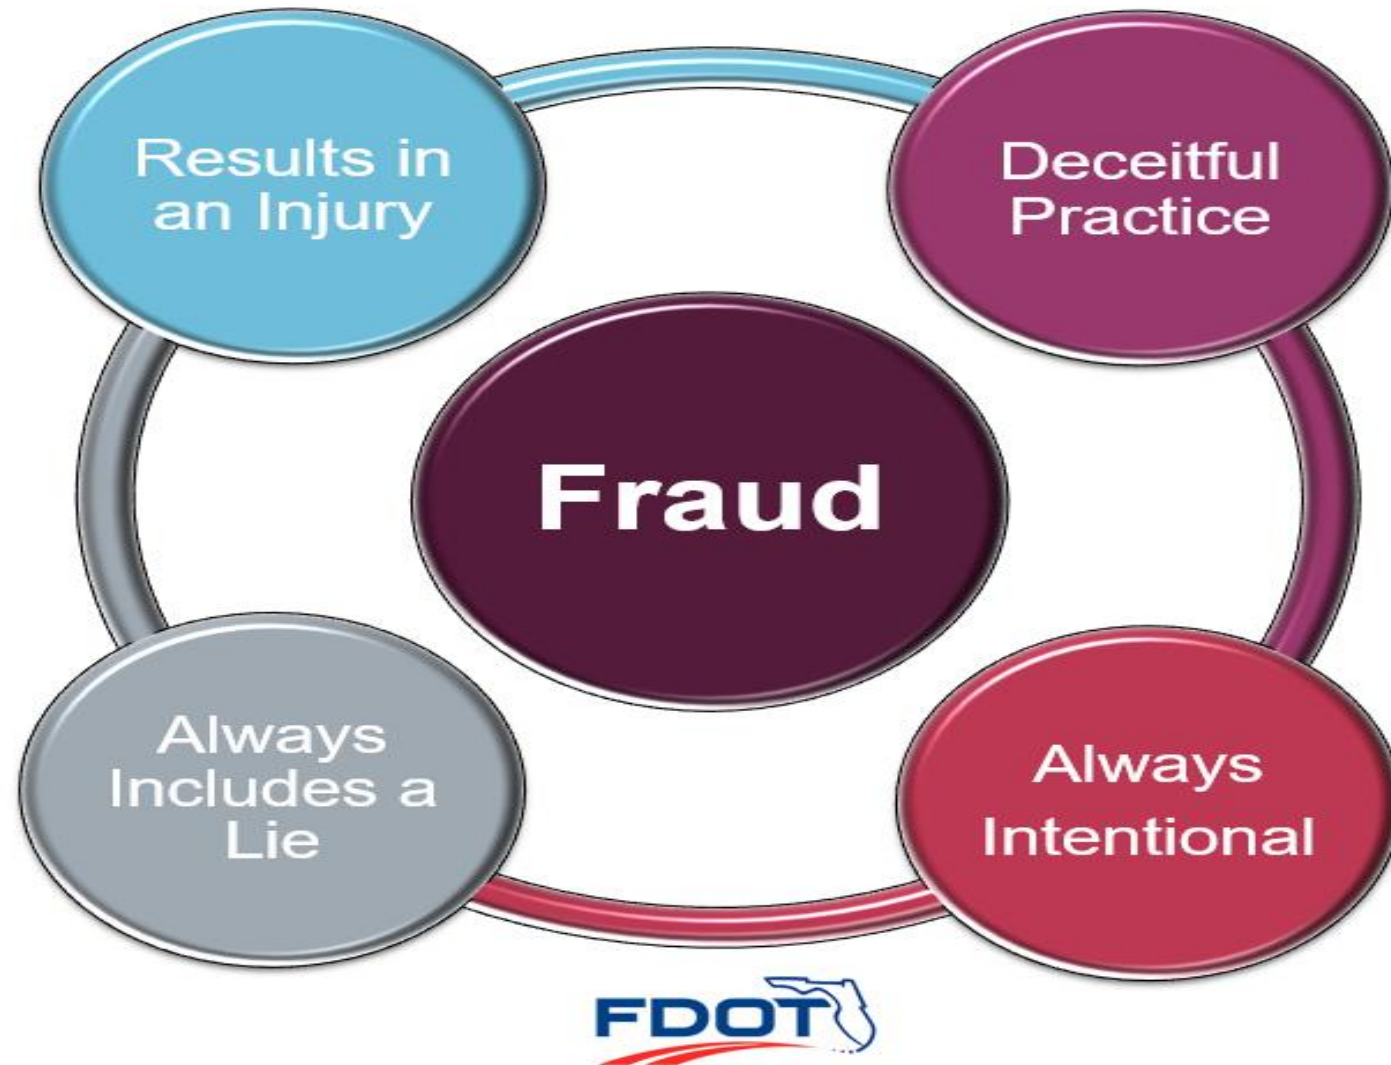 Results in
an Injury
Deceitful
Practice
Fraud
Always
Includes a
Lie
Always
Intentional
FDOT